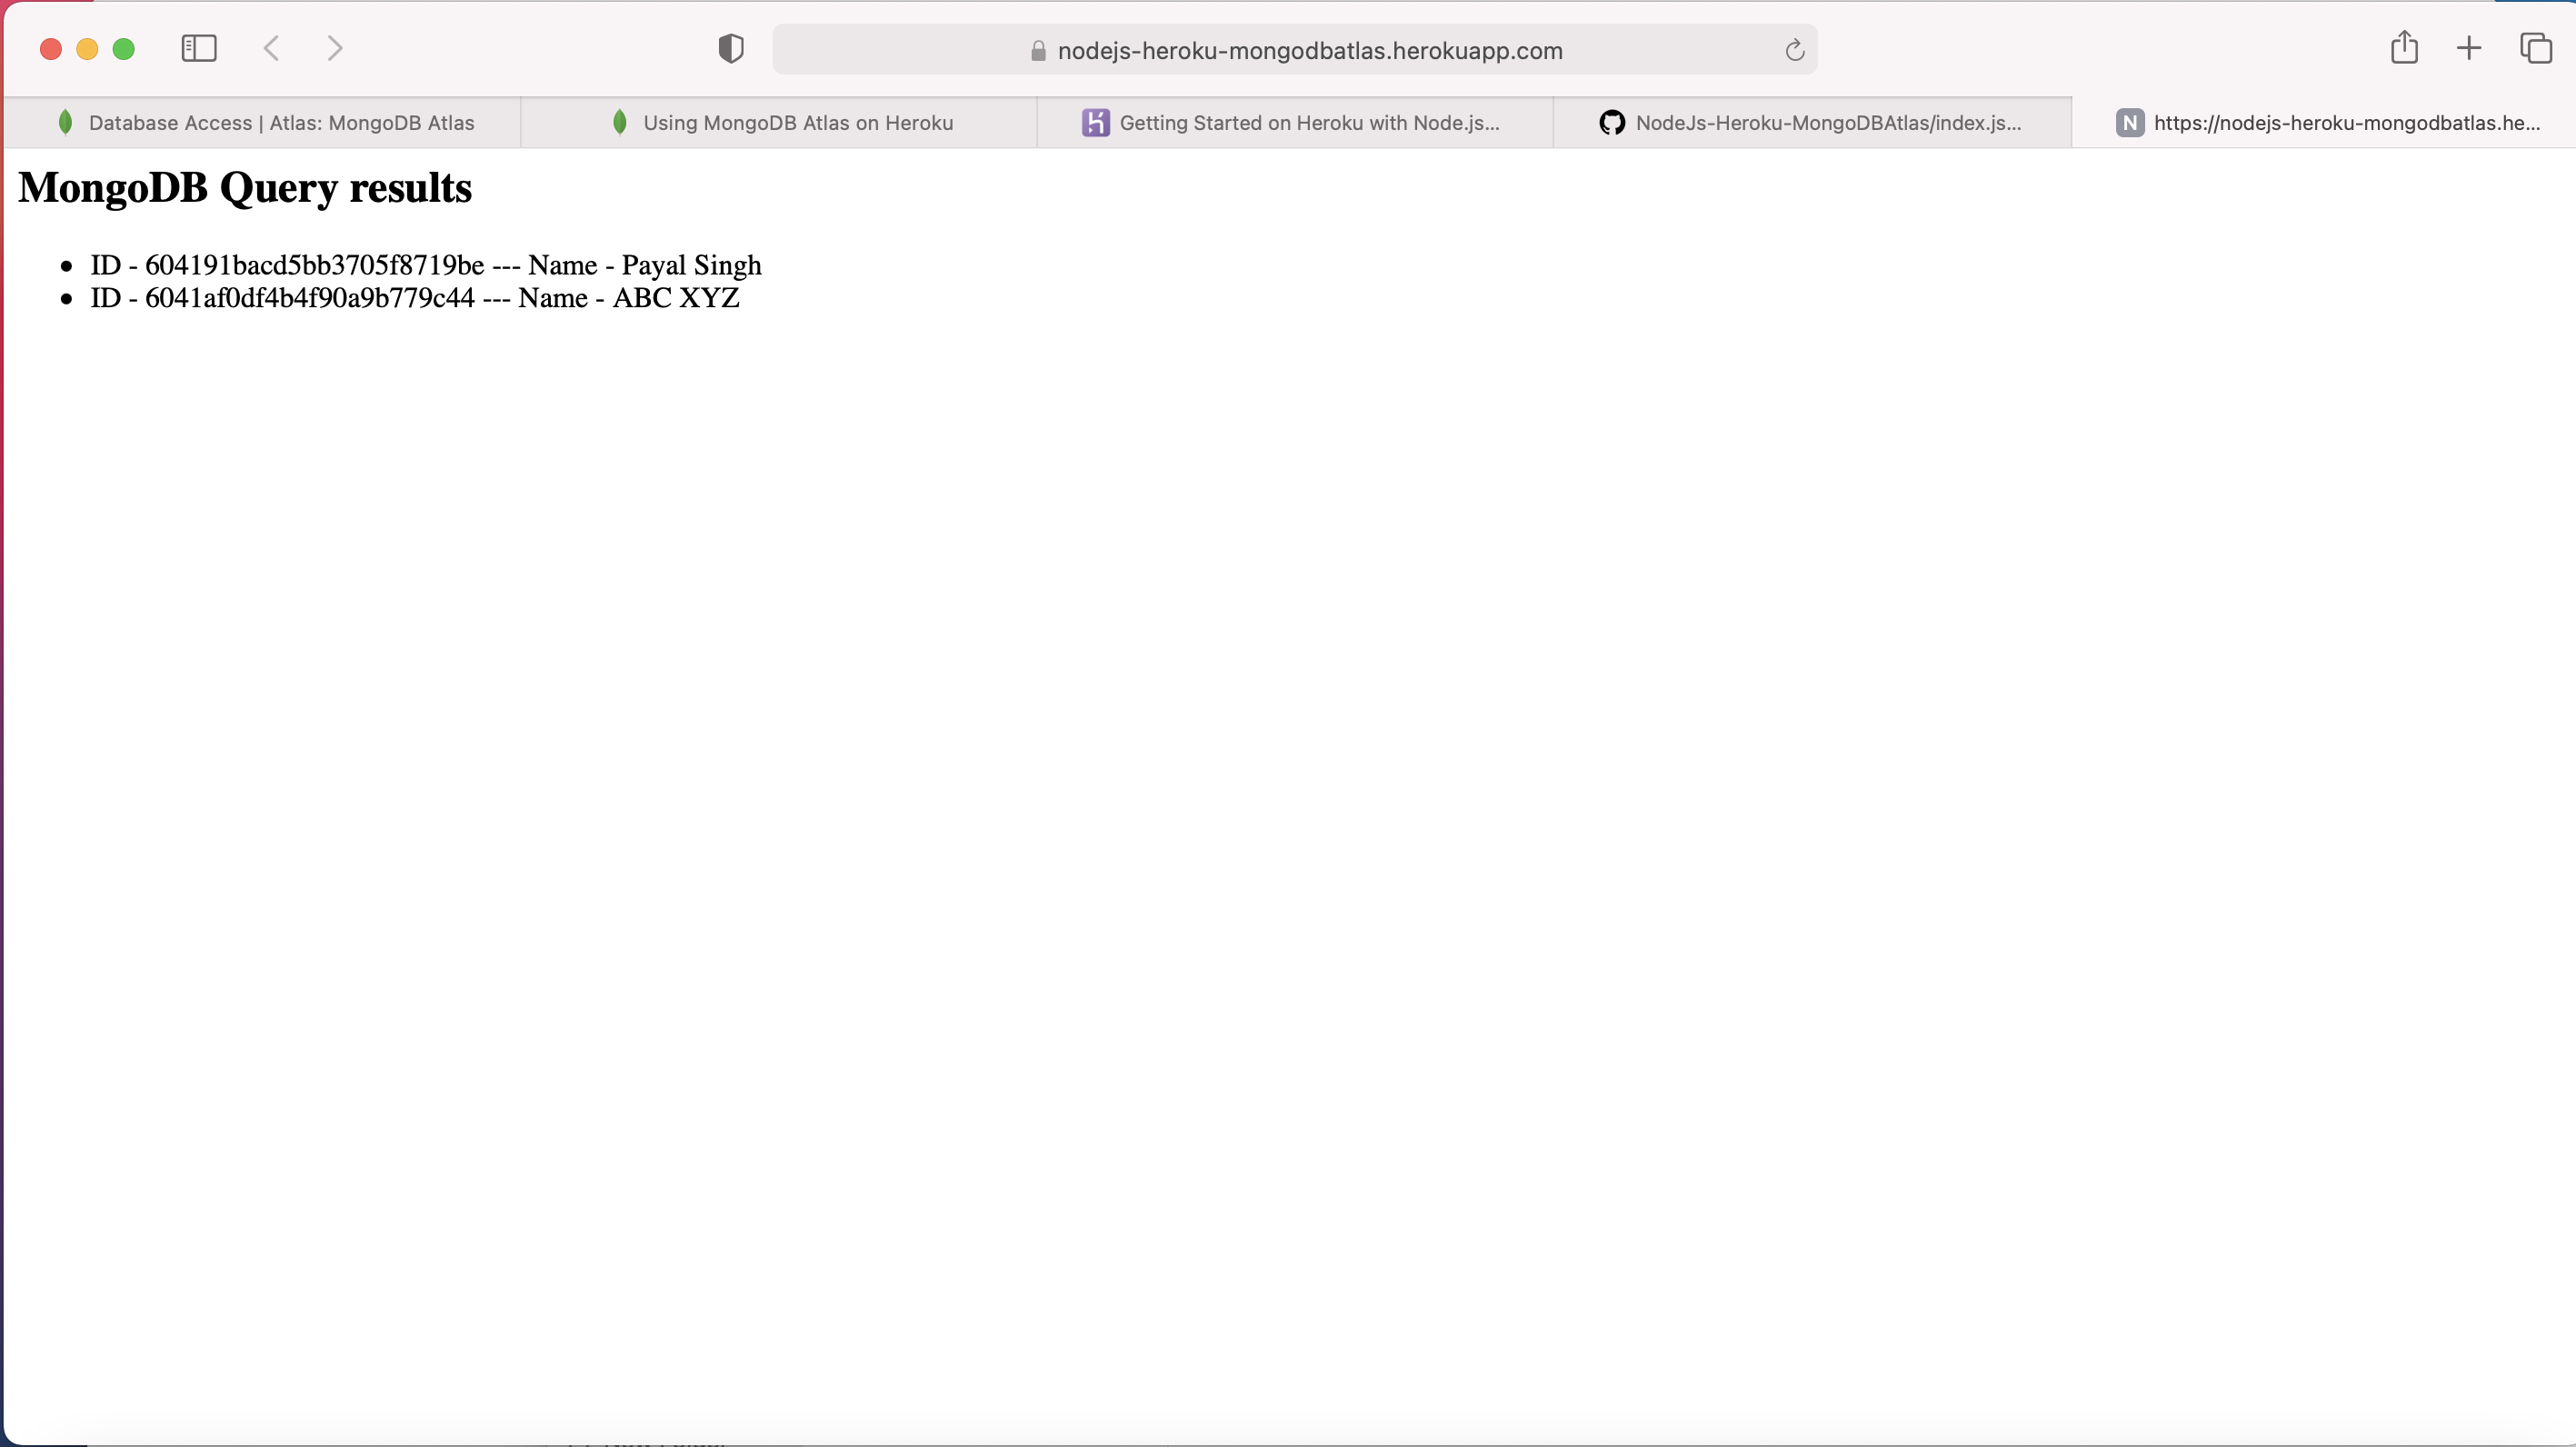 nodejs-heroku-mongodbatlas.herokuapp.com
Database Access | Atlas: MongoDB Atlas
Using MongoDB Atlas on Heroku
Getting Started on Heroku with Node.js...
NodeJs-Heroku-MongoDBAtlas/index.js...
N https://nodejs-heroku-mongodbatlas.he...
MongoDB Query results
• ID - 604191bacd5bb3705f8719be --- Name - Payal Singh
• ID - 6041af0df4b4f90a9b779c44 --- Name - ABC XYZ